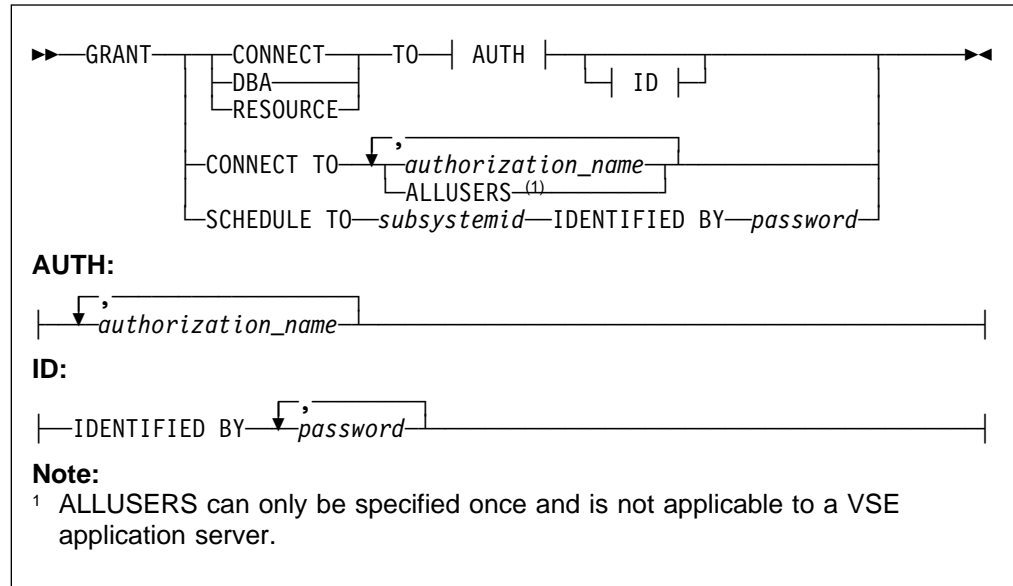 GRANT CONNECT TO AUTH
DBA ID
RESOURCE
,
CONNECT TO authorization_name
ALLUSERS (1)
SCHEDULE TO subsystemid IDENTIFIED BY password
AUTH:
,
authorization_name
ID:
,
IDENTIFIED BY password
Note:
1 ALLUSERS can only be specified once and is not applicable to a VSE
application server.